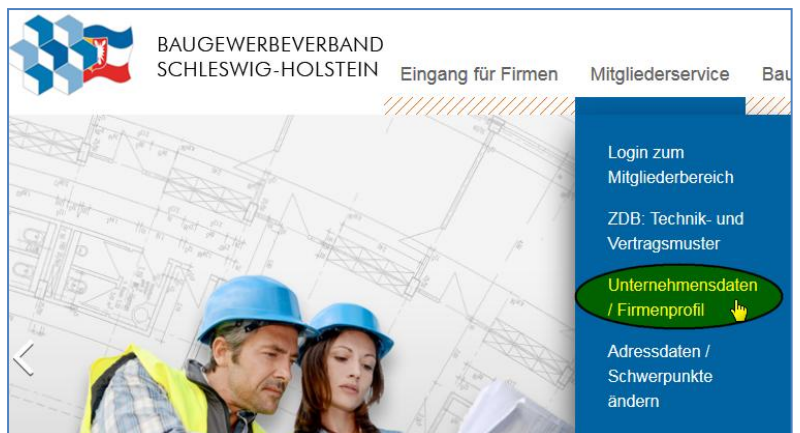 BAUGEWERBEVERBAND
SCHLESWIG-HOLSTEIN
Eingang für Firmen
Mitgliederservice
Login zum
Mitgliederbereich
ZDB: Technik- und
Vertragsmuster
Unternehmensdaten
/ Firmenprofil
Adressdaten /
Schwerpunkte
ändern